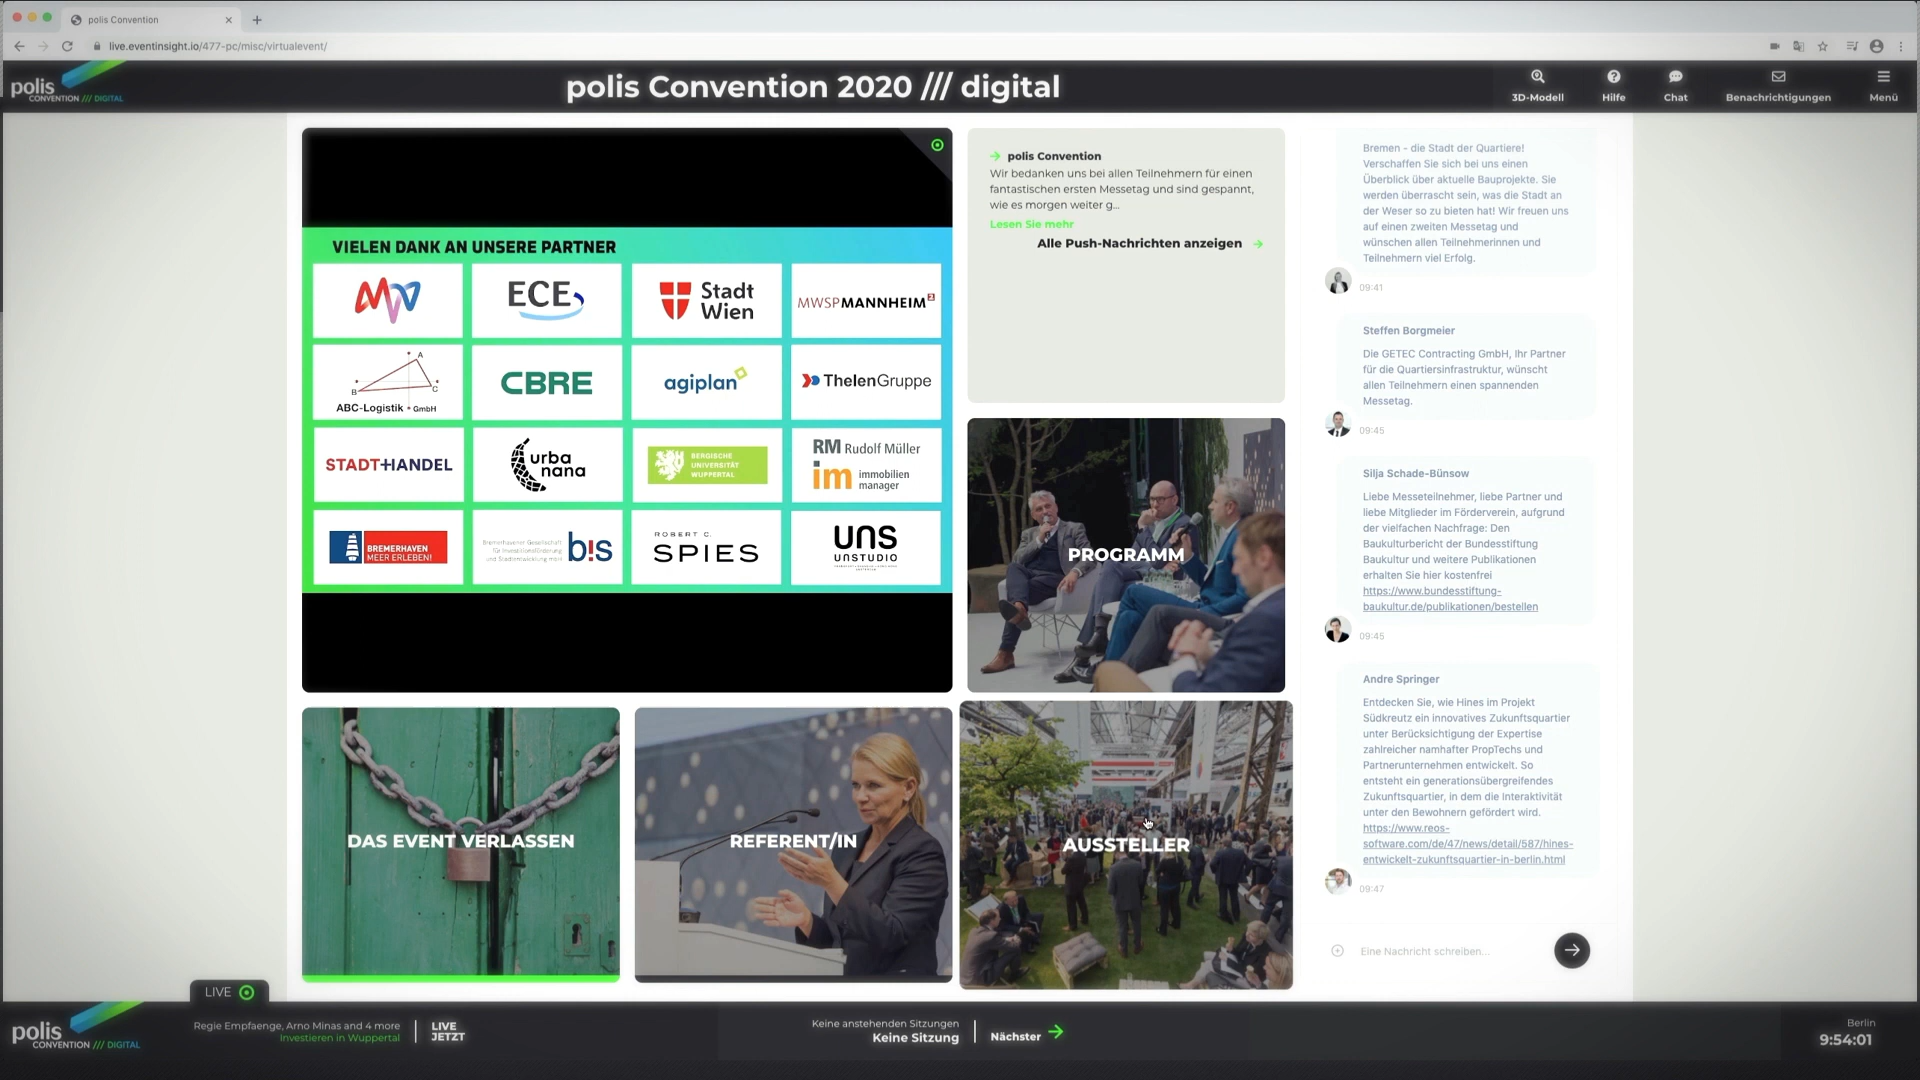 polis Convention
live.eventinsight.io/477-pc/misc/virtualevent/
polis
CONVENTION /// DIGITAL
polis Convention 2020 /// digital
3D-Modell
Hilfe
Chat
Benachrichtigungen
Menü
VIELEN DANK AN UNSERE PARTNER
MVV
ECE
Stadt
Wien
MWSPMANNHEIM²
A
B
C
ABC-Logistik GmbH
CBRE
agiplan
ThelenGruppe
STADT+HANDEL
urba
nana
BERGISCHE
UNIVERSITÄT
WUPPERTAL
RM Rudolf Müller
im immobilien
manager
BREMERHAVEN
MEER ERLEBEN!
Bremerhavener Gesellschaft
für Investitionsförderung
und Stadtentwicklung mbH
b!s
ROBERT C.
SPIES
UNS
UNSTUDIO
polis Convention
Wir bedanken uns bei allen Teilnehmern für einen
fantastischen ersten Messetag und sind gespannt,
wie es morgen weiter g...
Lesen Sie mehr
Alle Push-Nachrichten anzeigen
PROGRAMM
DAS EVENT VERLASSEN
REFERENT/IN
AUSSTELLER
Bremen - die Stadt der Quartiere!
Verschaffen Sie sich bei uns einen
Überblick über aktuelle Bauprojekte. Sie
werden überrascht sein, was die Stadt an
der Weser so zu bieten hat! Wir freuen uns
auf einen zweiten Messetag und
wünschen allen Teilnehmerinnen und
Teilnehmern viel Erfolg.
09:41
Steffen Borgmeier
Die GETEC Contracting GmbH, Ihr Partner
für die Quartiersinfrastruktur, wünscht
allen Teilnehmern einen spannenden
Messetag.
09:45
Silja Schade-Bünsow
Liebe Messeteilnehmer, liebe Partner und
liebe Mitglieder im Förderverein, aufgrund
der vielfachen Nachfrage: Den
Baukulturbericht der Bundesstiftung
Baukultur und weitere Publikationen
erhalten Sie hier kostenfrei
https://www.bundesstiftung-
baukultur.de/publikationen/bestellen
09:45
Andre Springer
Entdecken Sie, wie Hines im Projekt
Südkreutz ein innovatives Zukunftsquartier
unter Berücksichtigung der Expertise
zahlreicher namhafter PropTechs und
Partnerunternehmen entwickelt. So
entsteht ein generationsübergreifendes
Zukunftsquartier, in dem die Interaktivität
unter den Bewohnern gefördert wird.
https://www.reos-
software.com/de/47/news/detail/587/hines-
entwickelt-zukunftsquartier-in-berlin.html
09:47
Eine Nachricht schreiben...
LIVE
polis
CONVENTION /// DIGITAL
Regie Empfaenge, Arno Minas and 4 more
Investieren in Wuppertal
LIVE
JETZT
Keine anstehenden Sitzungen
Keine Sitzung
Nächster
Berlin
9:54:01